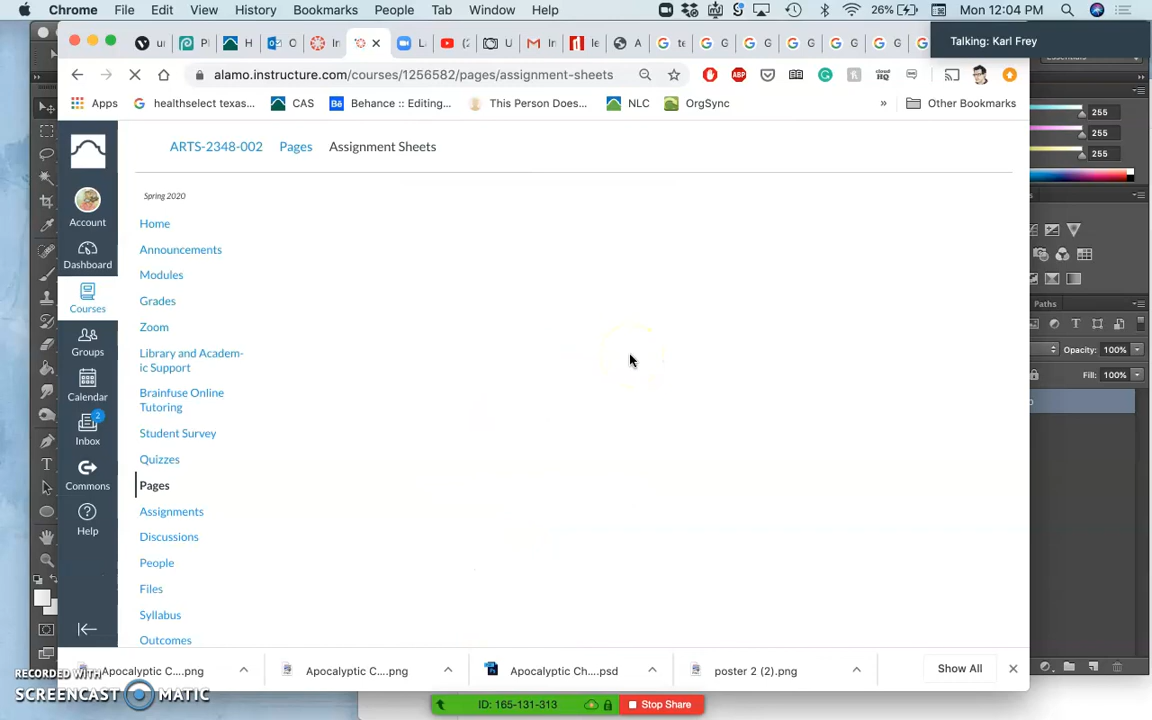 Chrome File Edit View History Bookmarks People Tab Window Help 26% Mon 12:04 PM
Talking: Karl Frey
alamo.instructure.com/courses/1256582/pages/assignment-sheets
ABP
Apps healthselect texas... CAS Behance :: Editing... This Person Does... NLC OrgSync » Other Bookmarks
255
255
255
ARTS-2348-002 Pages Assignment Sheets
Spring 2020
Account
Dashboard
Courses
Groups
Calendar
2
Inbox
Commons
Help
Home
Announcements
Modules
Grades
Zoom
Library and Academ-
ic Support
Brainfuse Online
Tutoring
Student Survey
Quizzes
Pages
Assignments
Discussions
People
Files
Syllabus
Outcomes
Paths
Opacity: 100%
Fill: 100%
Apocalyptic C....png Apocalyptic C....png Apocalyptic Ch....psd poster 2 (2).png Show All
RECORDED WITH
SCREENCAST MATIC
ID: 165-131-313 Stop Share